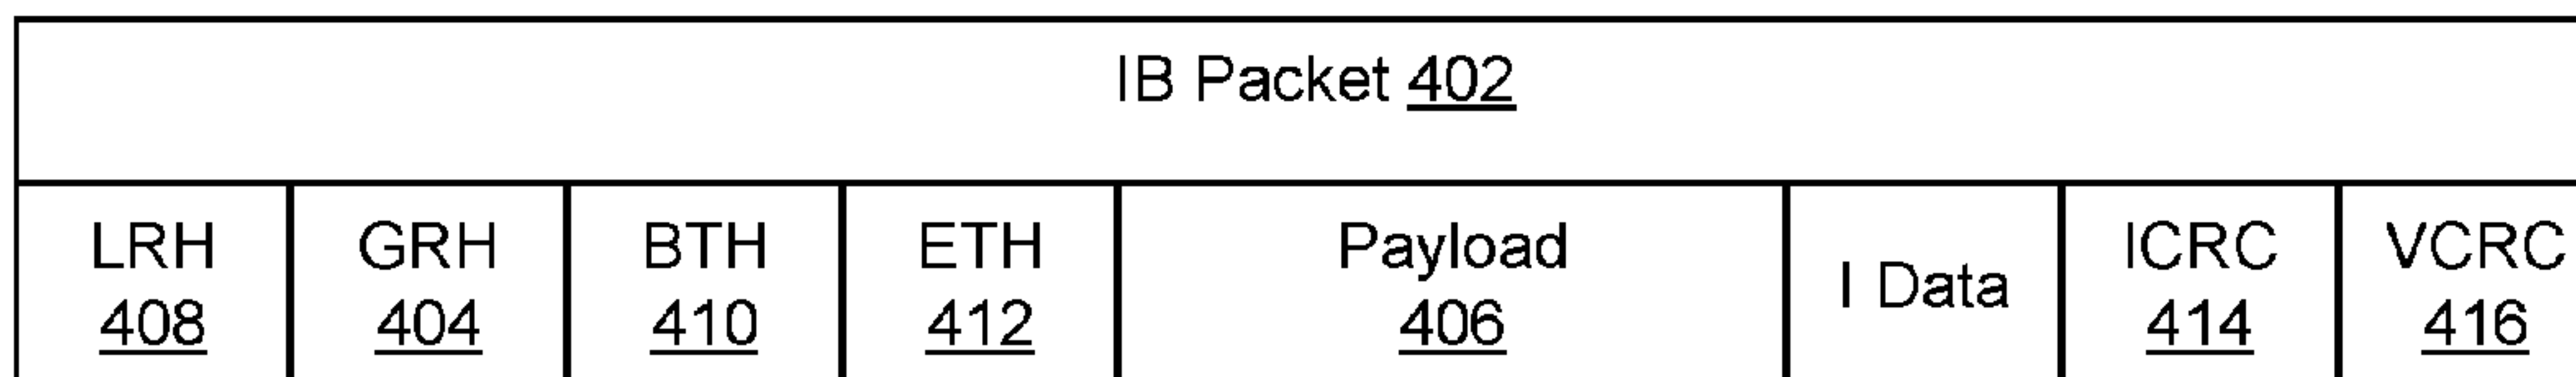 IB Packet 402
LRH GRH BTH ETH Payload I Data ICRC VCRC
408 404 410 412 406 414 416